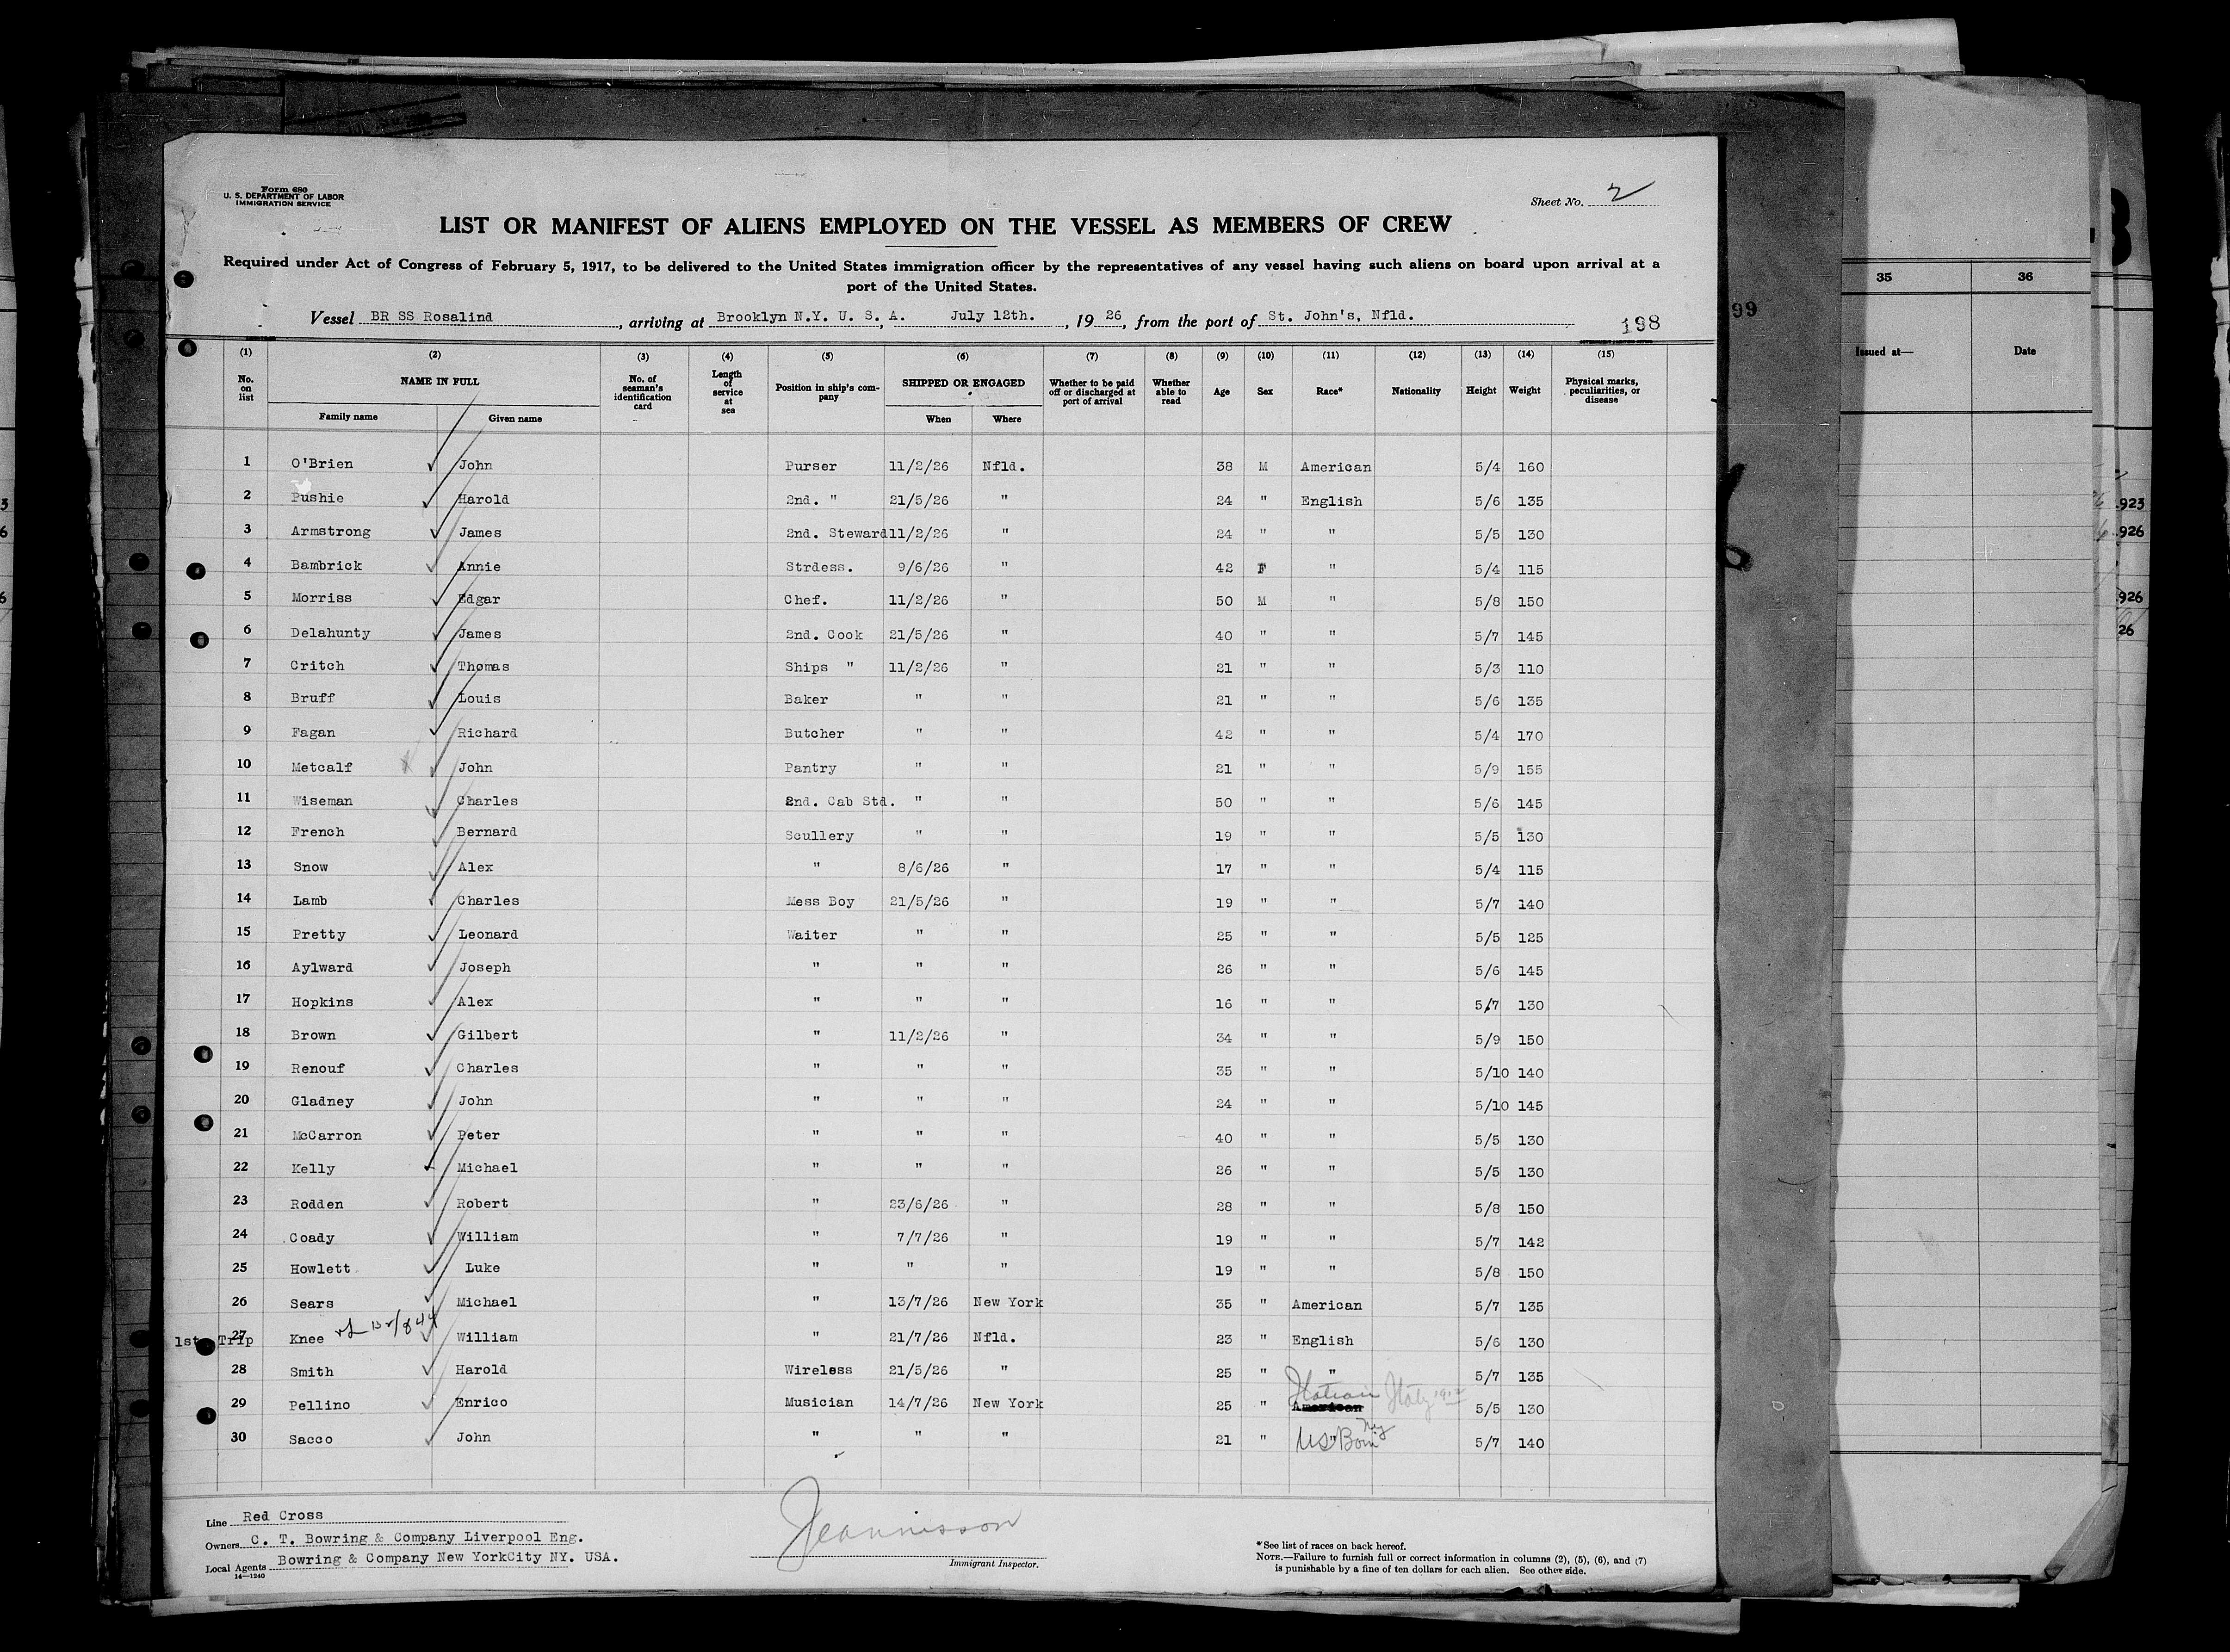 Form 680
U. S. DEPARTMENT OF LABOR
IMMIGRATION SERVICE
Sheet No. 2
LIST OR MANIFEST OF ALIENS EMPLOYED ON THE VESSEL AS MEMBERS OF CREW
Required under Act of Congress of February 5, 1917, to be delivered to the United States immigration officer by the representatives of any vessel having such aliens on board upon arrival at a
port of the United States.
Vessel BR SS Rosalind, arriving at Brooklyn N.Y. U. S, A. July 12th., 19 26, from the port of St. John's, Nfld. 198
99
(1) (2) (3) (4) (5) (6) (7) (8) (9) (10) (11) (12) (13) (14) (15)
No. on list NAME IN FULL No. of seaman's identification card Length of service at sea Position in ship's company SHIPPED OR ENGAGED Whether to be paid off or discharged at port of arrival Whether able to read Age Sex Race* Nationality Height Weight Physical marks, peculiarities, or disease
Family name Given name When Where
35 36
Issued at— Date
1 O'Brien John Purser 11/2/26 Nfld. 38 M American 5/4 160
2 Pushie Harold 2nd. " 21/5/26 " 24 " English 5/6 135
3 Armstrong James 2nd. Steward 11/2/26 " 24 " " 5/5 130
4 Bambrick Annie Strdess. 9/6/26 " 42 F " 5/4 115
5 Morriss Edgar Chef. 11/2/26 " 50 M " 5/8 150
6 Delahunty James 2nd. Cook 21/5/26 " 40 " " 5/7 145
7 Critch Thomas Ships " 11/2/26 " 21 " " 5/3 110
8 Bruff Louis Baker " " 21 " " 5/6 135
9 Fagan Richard Butcher " " 42 " " 5/4 170
10 Metcalf John Pantry " " 21 " " 5/9 155
11 Wiseman Charles 2nd. Cab Std. " " 50 " " 5/6 145
12 French Bernard Scullery " " 19 " " 5/5 130
13 Snow Alex " 8/6/26 " 17 " " 5/4 115
14 Lamb Charles Mess Boy 21/5/26 " 19 " " 5/7 140
15 Pretty Leonard Waiter " " 25 " " 5/5 125
16 Aylward Joseph " " " 26 " " 5/6 145
17 Hopkins Alex " " " 16 " " 5/7 130
18 Brown Gilbert " 11/2/26 " 34 " " 5/9 150
19 Renouf Charles " " " 35 " " 5/10 140
20 Gladney John " " " 24 " " 5/10 145
21 McCarron Peter " " " 40 " " 5/5 130
22 Kelly Michael " " " 26 " " 5/5 130
23 Rodden Robert " 23/6/26 " 28 " " 5/8 150
24 Coady William " 7/7/26 " 19 " " 5/7 142
25 Howlett Luke " " " 19 " " 5/8 150
26 Sears Michael " 13/7/26 New York 35 " American 5/7 135
1st Trip 27 Knee William " 21/7/26 Nfld. 23 " English 5/6 130
28 Smith Harold Wireless 21/5/26 " 25 " " 5/7 135
29 Pellino Enrico Musician 14/7/26 New York 25 " American Italian Italy 1912 5/5 130
30 Sacco John " " " 21 " " US Born NY 5/7 140
Line Red Cross
Owners C. T. Bowring & Company Liverpool Eng.
Local Agents Bowring & Company New YorkCity NY. USA.
14—1240
Immigrant Inspector.
*See list of races on back hereof.
NOTE.—Failure to furnish full or correct information in columns (2), (5), (6), and (7)
is punishable by a fine of ten dollars for each alien. See other side.